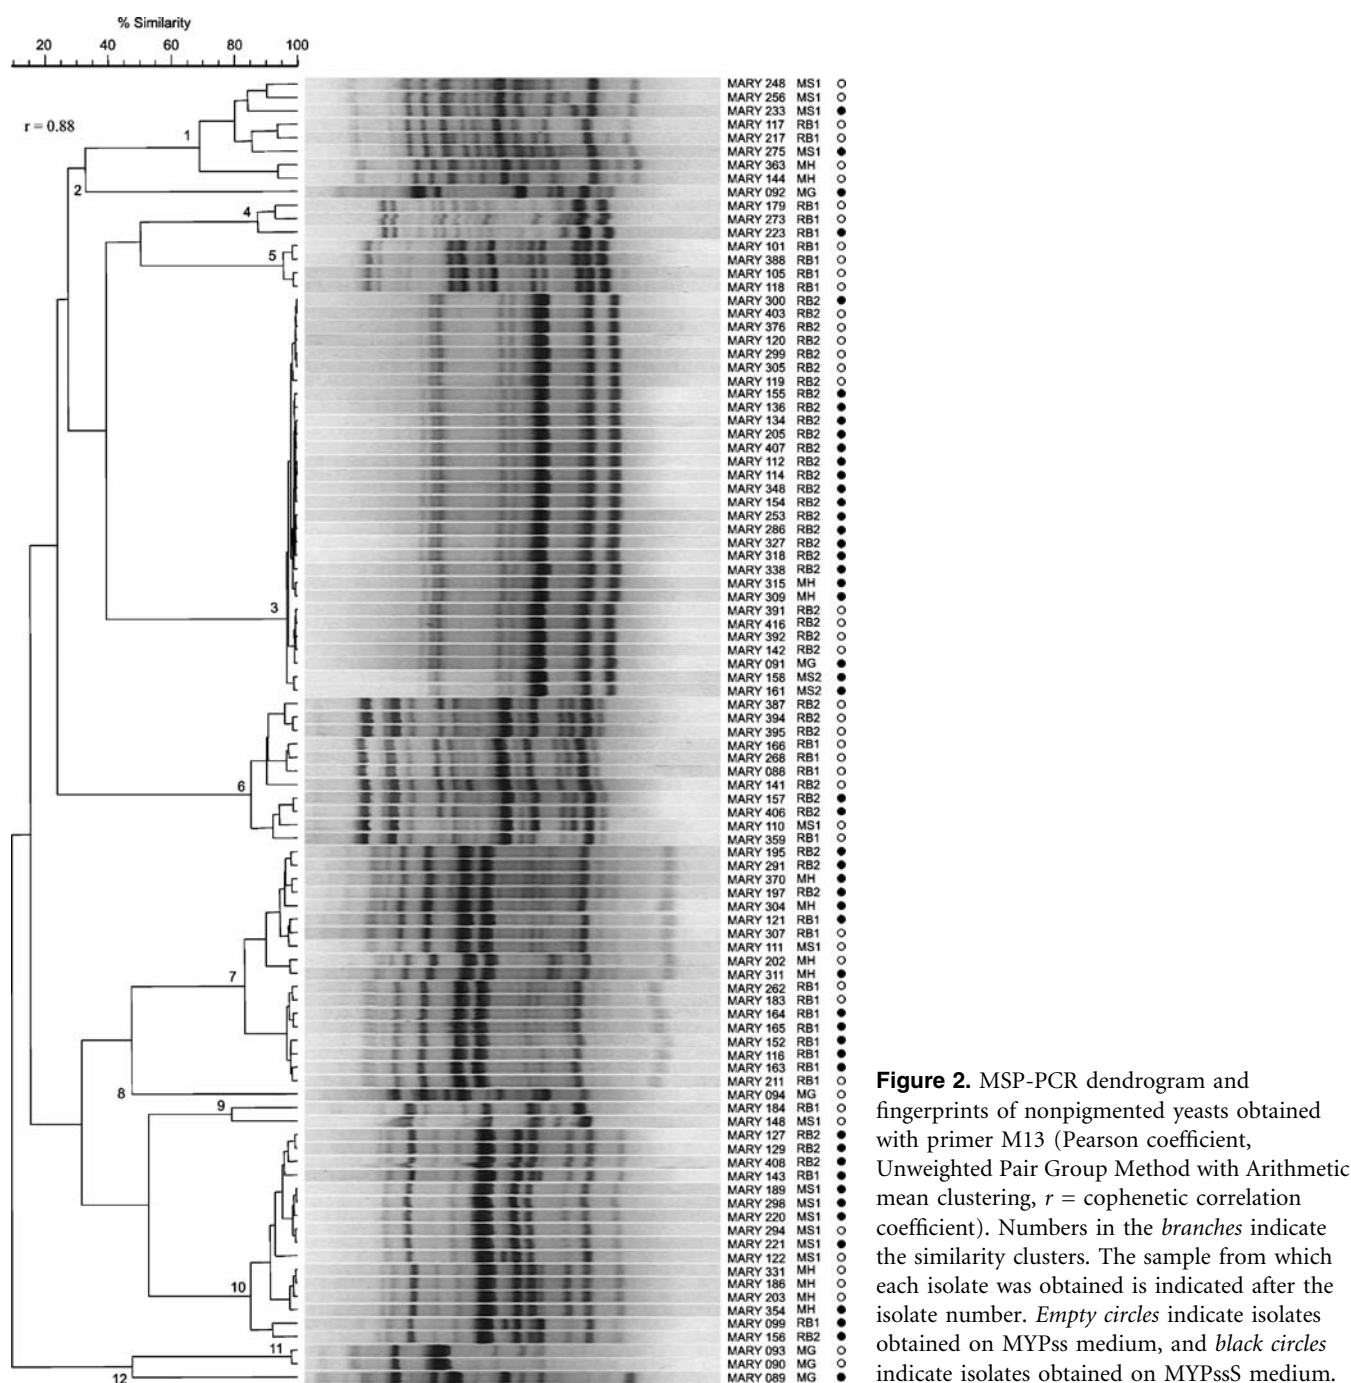 % Similarity
20 40 60 80 100
r = 0.88
1
2
4
5
3
6
7
8
9
10
11
12
MARY 248 MS1
MARY 256 MS1
MARY 233 MS1
MARY 117 RB1
MARY 217 RB1
MARY 275 MS1
MARY 363 MH
MARY 144 MH
MARY 092 MG
MARY 179 RB1
MARY 273 RB1
MARY 223 RB1
MARY 101 RB1
MARY 388 RB1
MARY 105 RB1
MARY 118 RB1
MARY 300 RB2
MARY 403 RB2
MARY 376 RB2
MARY 120 RB2
MARY 299 RB2
MARY 305 RB2
MARY 119 RB2
MARY 155 RB2
MARY 136 RB2
MARY 134 RB2
MARY 205 RB2
MARY 407 RB2
MARY 112 RB2
MARY 114 RB2
MARY 348 RB2
MARY 154 RB2
MARY 253 RB2
MARY 286 RB2
MARY 327 RB2
MARY 318 RB2
MARY 338 RB2
MARY 315 MH
MARY 309 MH
MARY 391 RB2
MARY 416 RB2
MARY 392 RB2
MARY 142 RB2
MARY 091 MG
MARY 158 MS2
MARY 161 MS2
MARY 387 RB2
MARY 394 RB2
MARY 395 RB2
MARY 166 RB1
MARY 268 RB1
MARY 088 RB1
MARY 141 RB2
MARY 157 RB2
MARY 406 RB2
MARY 110 MS1
MARY 359 RB1
MARY 195 RB2
MARY 291 RB2
MARY 370 MH
MARY 197 RB2
MARY 304 MH
MARY 121 RB1
MARY 307 RB1
MARY 111 MS1
MARY 202 MH
MARY 311 MH
MARY 262 RB1
MARY 183 RB1
MARY 164 RB1
MARY 165 RB1
MARY 152 RB1
MARY 116 RB1
MARY 163 RB1
MARY 211 RB1
MARY 094 MG
MARY 184 RB1
MARY 148 MS1
MARY 127 RB2
MARY 129 RB2
MARY 408 RB2
MARY 143 RB1
MARY 189 MS1
MARY 298 MS1
MARY 220 MS1
MARY 294 MS1
MARY 221 MS1
MARY 122 MS1
MARY 331 MH
MARY 186 MH
MARY 203 MH
MARY 354 MH
MARY 099 RB1
MARY 156 RB2
MARY 093 MG
MARY 090 MG
MARY 089 MG
Figure 2. MSP-PCR dendrogram and
fingerprints of nonpigmented yeasts obtained
with primer M13 (Pearson coefficient,
Unweighted Pair Group Method with Arithmetic
mean clustering, r = cophenetic correlation
coefficient). Numbers in the branches indicate
the similarity clusters. The sample from which
each isolate was obtained is indicated after the
isolate number. Empty circles indicate isolates
obtained on MYPss medium, and black circles
indicate isolates obtained on MYPssS medium.